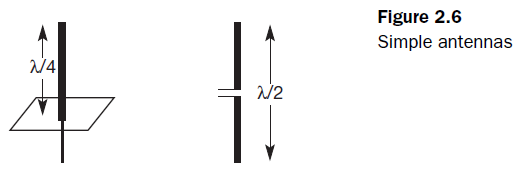 Figure 2.6
Simple antennas
λ/4
λ/2